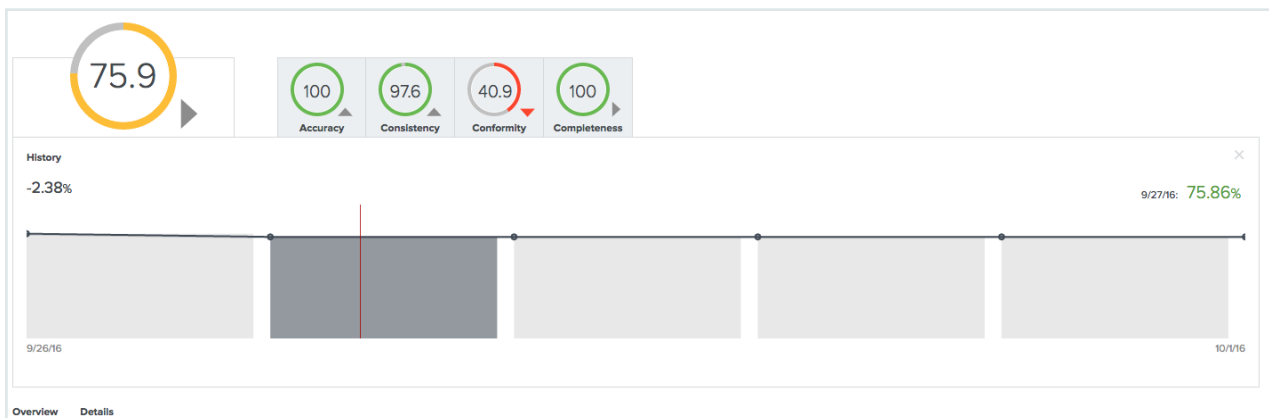 75.9
100 97.6 40.9 100
Accuracy Consistency Conformity Completeness
History
-2.38%
9/27/16: 75.86%
9/26/16 10/1/16
Overview Details